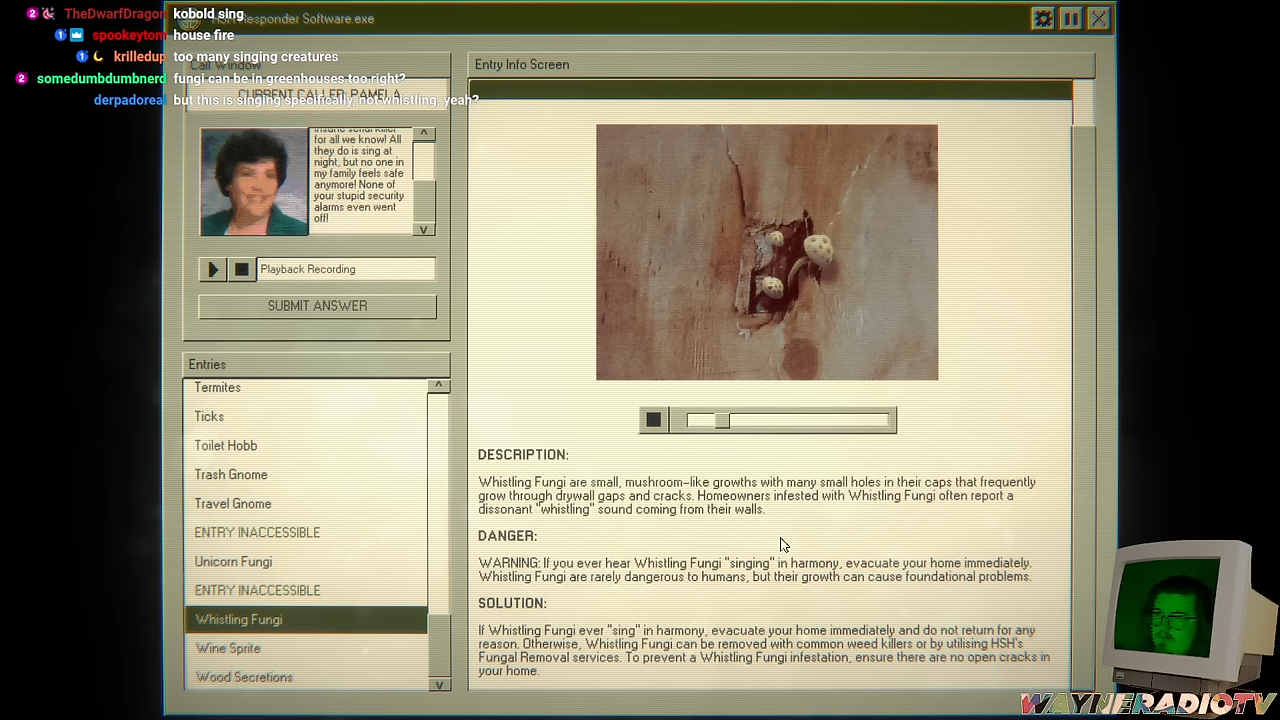 TheDwarfDragon kobold sing
spookeytom house fire
krilledup too many singing creatures
somedumbdumbnerd fungi can be in greenhouses too right?
derpadoreal but this is singing specifically, not whistling, yeah?
Responder Software.exe
Call Window
CURRENT CALLER: PAMELA
insane serial killer
for all we know! All
they do is sing at
night, but no one in
my family feels safe
anymore! None of
your stupid security
alarms even went
off!
Playback Recording
SUBMIT ANSWER
Entries
Termites
Ticks
Toilet Hobb
Trash Gnome
Travel Gnome
ENTRY INACCESSIBLE
Unicorn Fungi
ENTRY INACCESSIBLE
Whistling Fungi
Wine Sprite
Wood Secretions
Entry Info Screen
DESCRIPTION:
Whistling Fungi are small, mushroom-like growths with many small holes in their caps that frequently
grow through drywall gaps and cracks. Homeowners infested with Whistling Fungi often report a
dissonant "whistling" sound coming from their walls.
DANGER:
WARNING: If you ever hear Whistling Fungi "singing" in harmony, evacuate your home immediately.
Whistling Fungi are rarely dangerous to humans, but their growth can cause foundational problems.
SOLUTION:
If Whistling Fungi ever "sing" in harmony, evacuate your home immediately and do not return for any
reason. Otherwise, Whistling Fungi can be removed with common weed killers or by utilising HSH's
Fungal Removal services. To prevent a Whistling Fungi infestation, ensure there are no open cracks in
your home.
WAYNERADIOTV